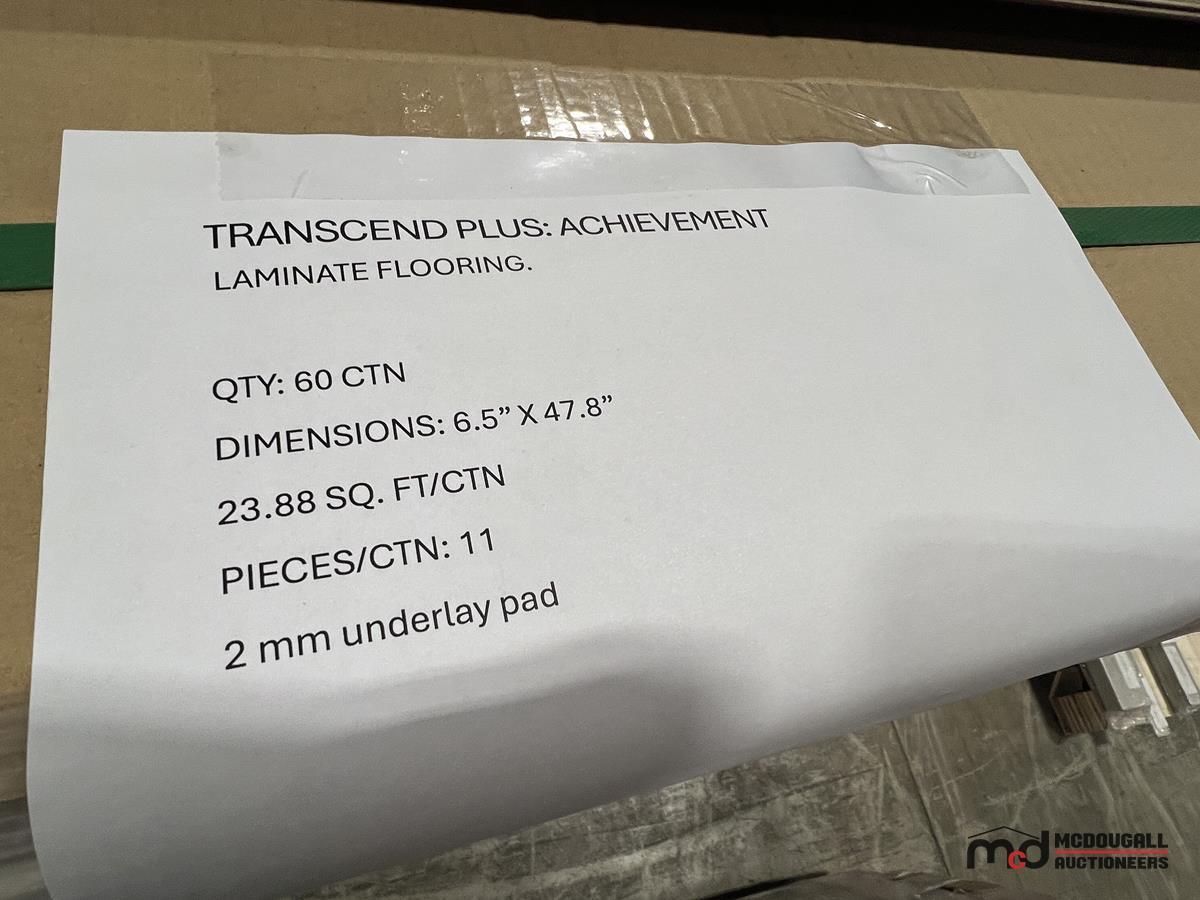 TRANSCEND PLUS: ACHIEVEMENT
LAMINATE FLOORING.
QTY: 60 CTN
DIMENSIONS: 6.5” X 47.8”
23.88 SQ. FT/CTN
PIECES/CTN: 11
2 mm underlay pad
mcd MCDOUGALL
AUCTIONEERS